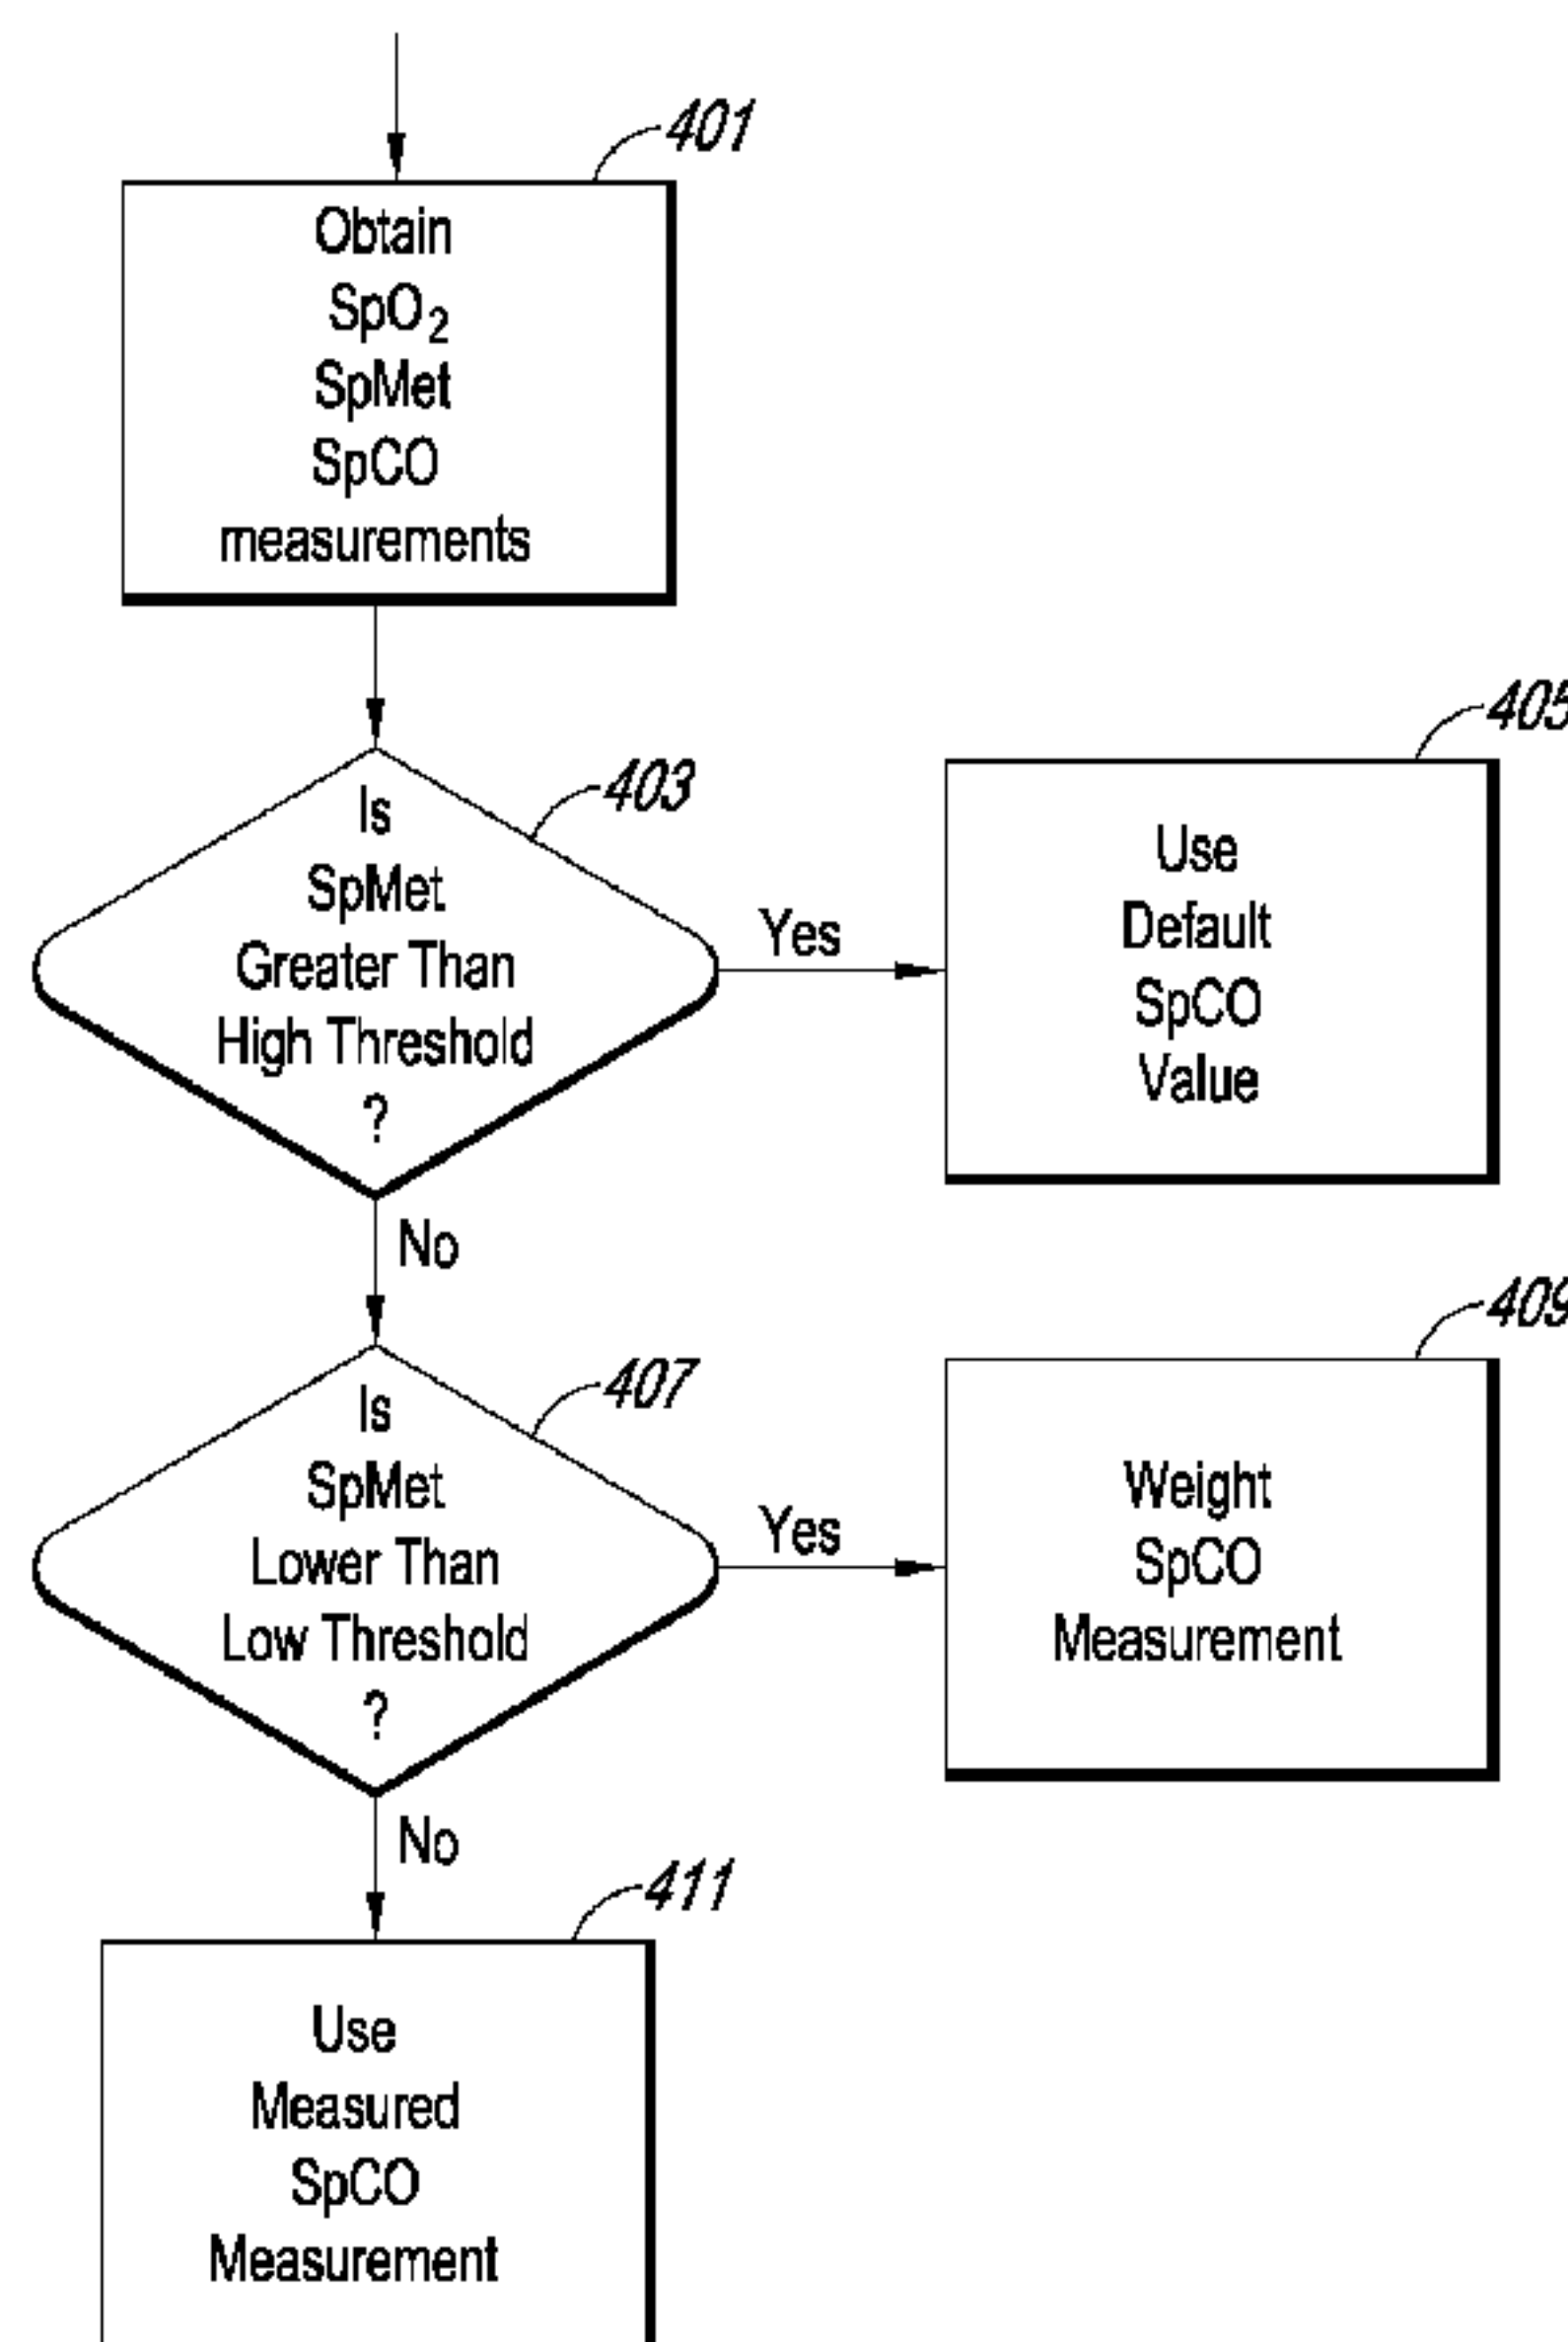 401
Obtain
SpO₂
SpMet
SpCO
measurements
403
Is
SpMet
Greater Than
High Threshold
?
Yes
405
Use
Default
SpCO
Value
No
407
Is
SpMet
Lower Than
Low Threshold
?
Yes
409
Weight
SpCO
Measurement
No
411
Use
Measured
SpCO
Measurement